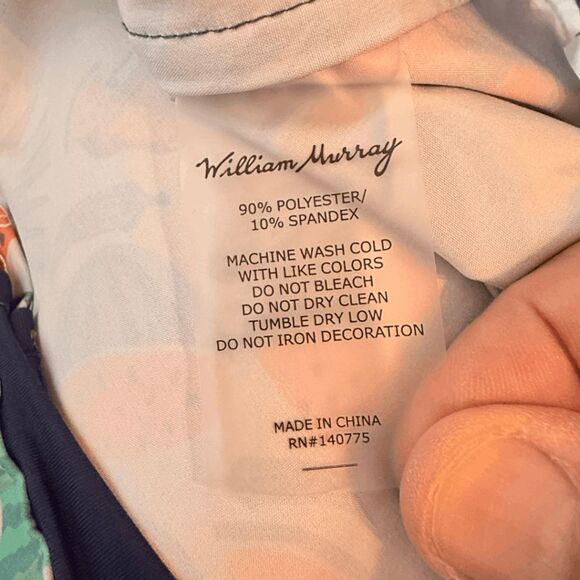 William Murray
90% POLYESTER/
10% SPANDEX
MACHINE WASH COLD
WITH LIKE COLORS
DO NOT BLEACH
DO NOT DRY CLEAN
TUMBLE DRY LOW
DO NOT IRON DECORATION
MADE IN CHINA
RN#140775